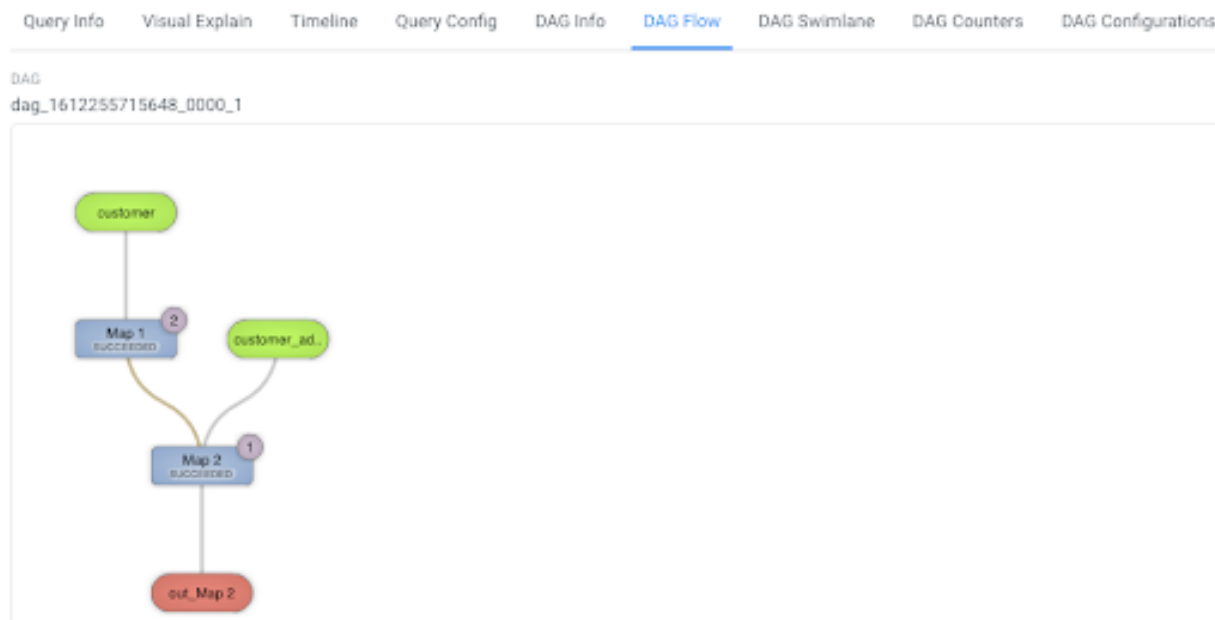 Query Info Visual Explain Timeline Query Config DAG Info DAG Flow DAG Swimlane DAG Counters DAG Configurations
DAG
dag_1612255715648_0000_1
customer
Map 1
2
SUCCEEDED
customer_ad..
Map 2
1
SUCCEEDED
out_Map 2